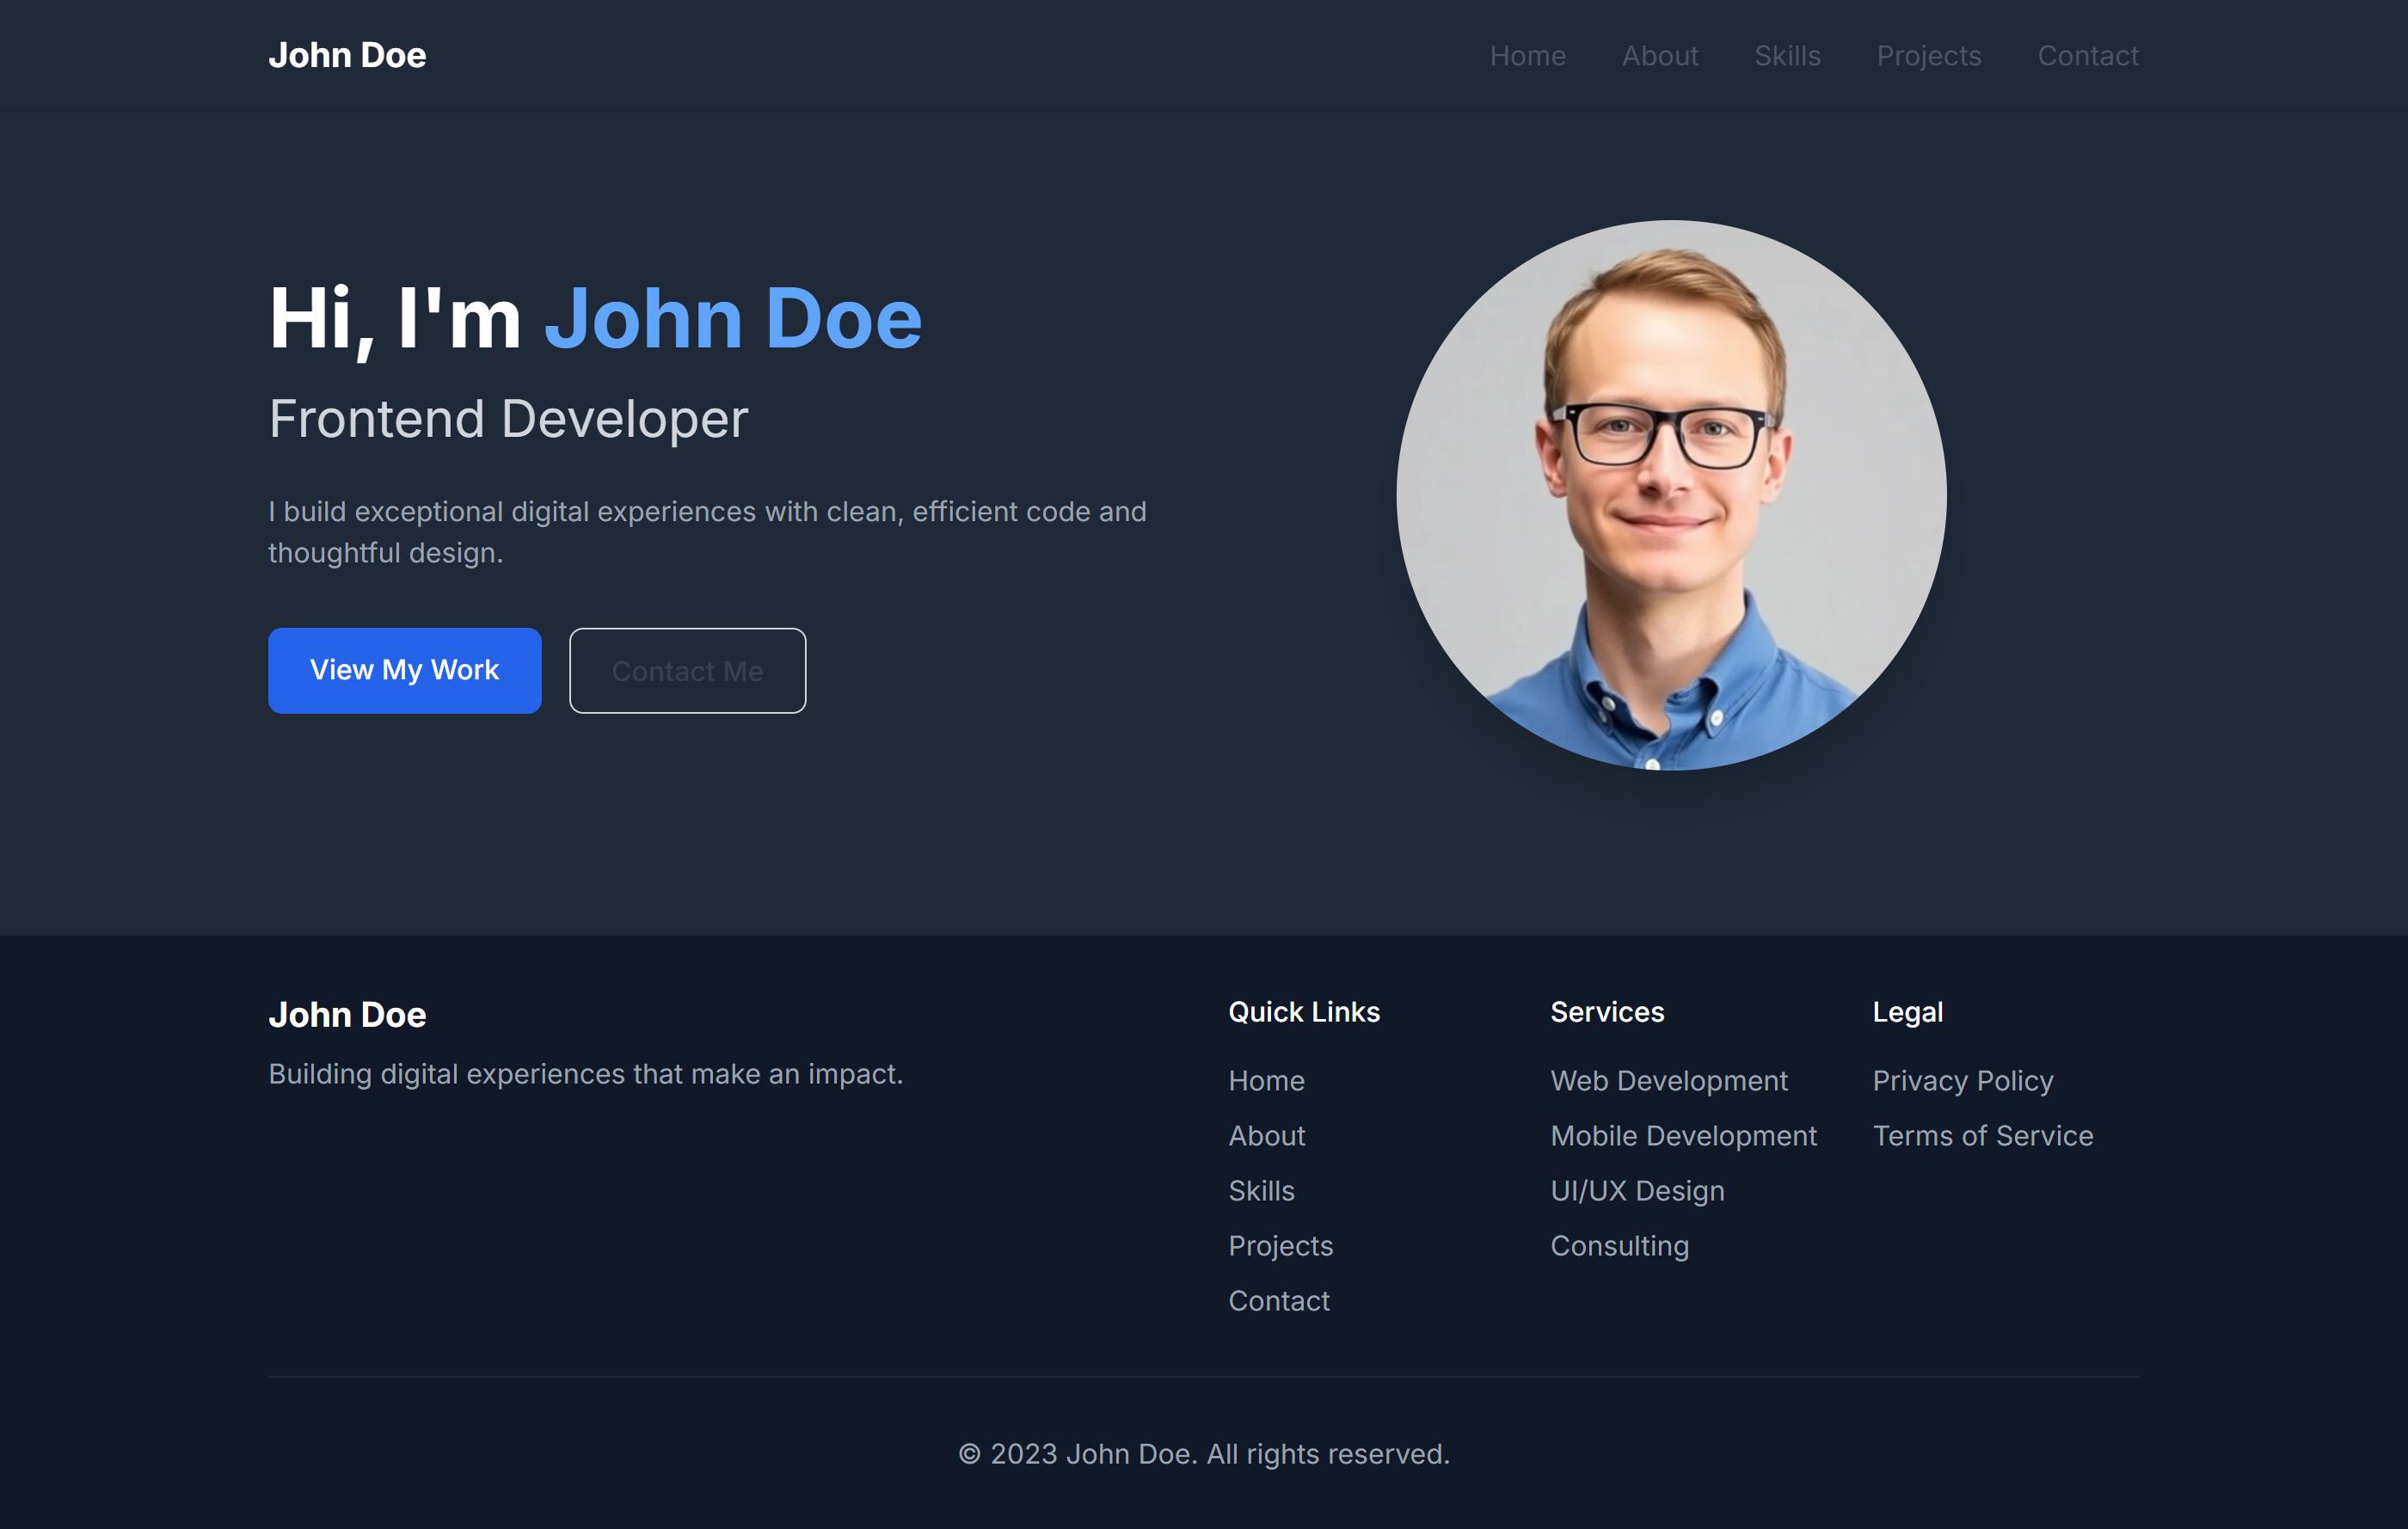 John Doe
Home
About
Skills
Projects
Contact
Hi, I'm John Doe
Frontend Developer
I build exceptional digital experiences with clean, efficient code and
thoughtful design.
View My Work
Contact Me
John Doe
Building digital experiences that make an impact.
Quick Links
Home
About
Skills
Projects
Contact
Services
Web Development
Mobile Development
UI/UX Design
Consulting
Legal
Privacy Policy
Terms of Service
© 2023 John Doe. All rights reserved.